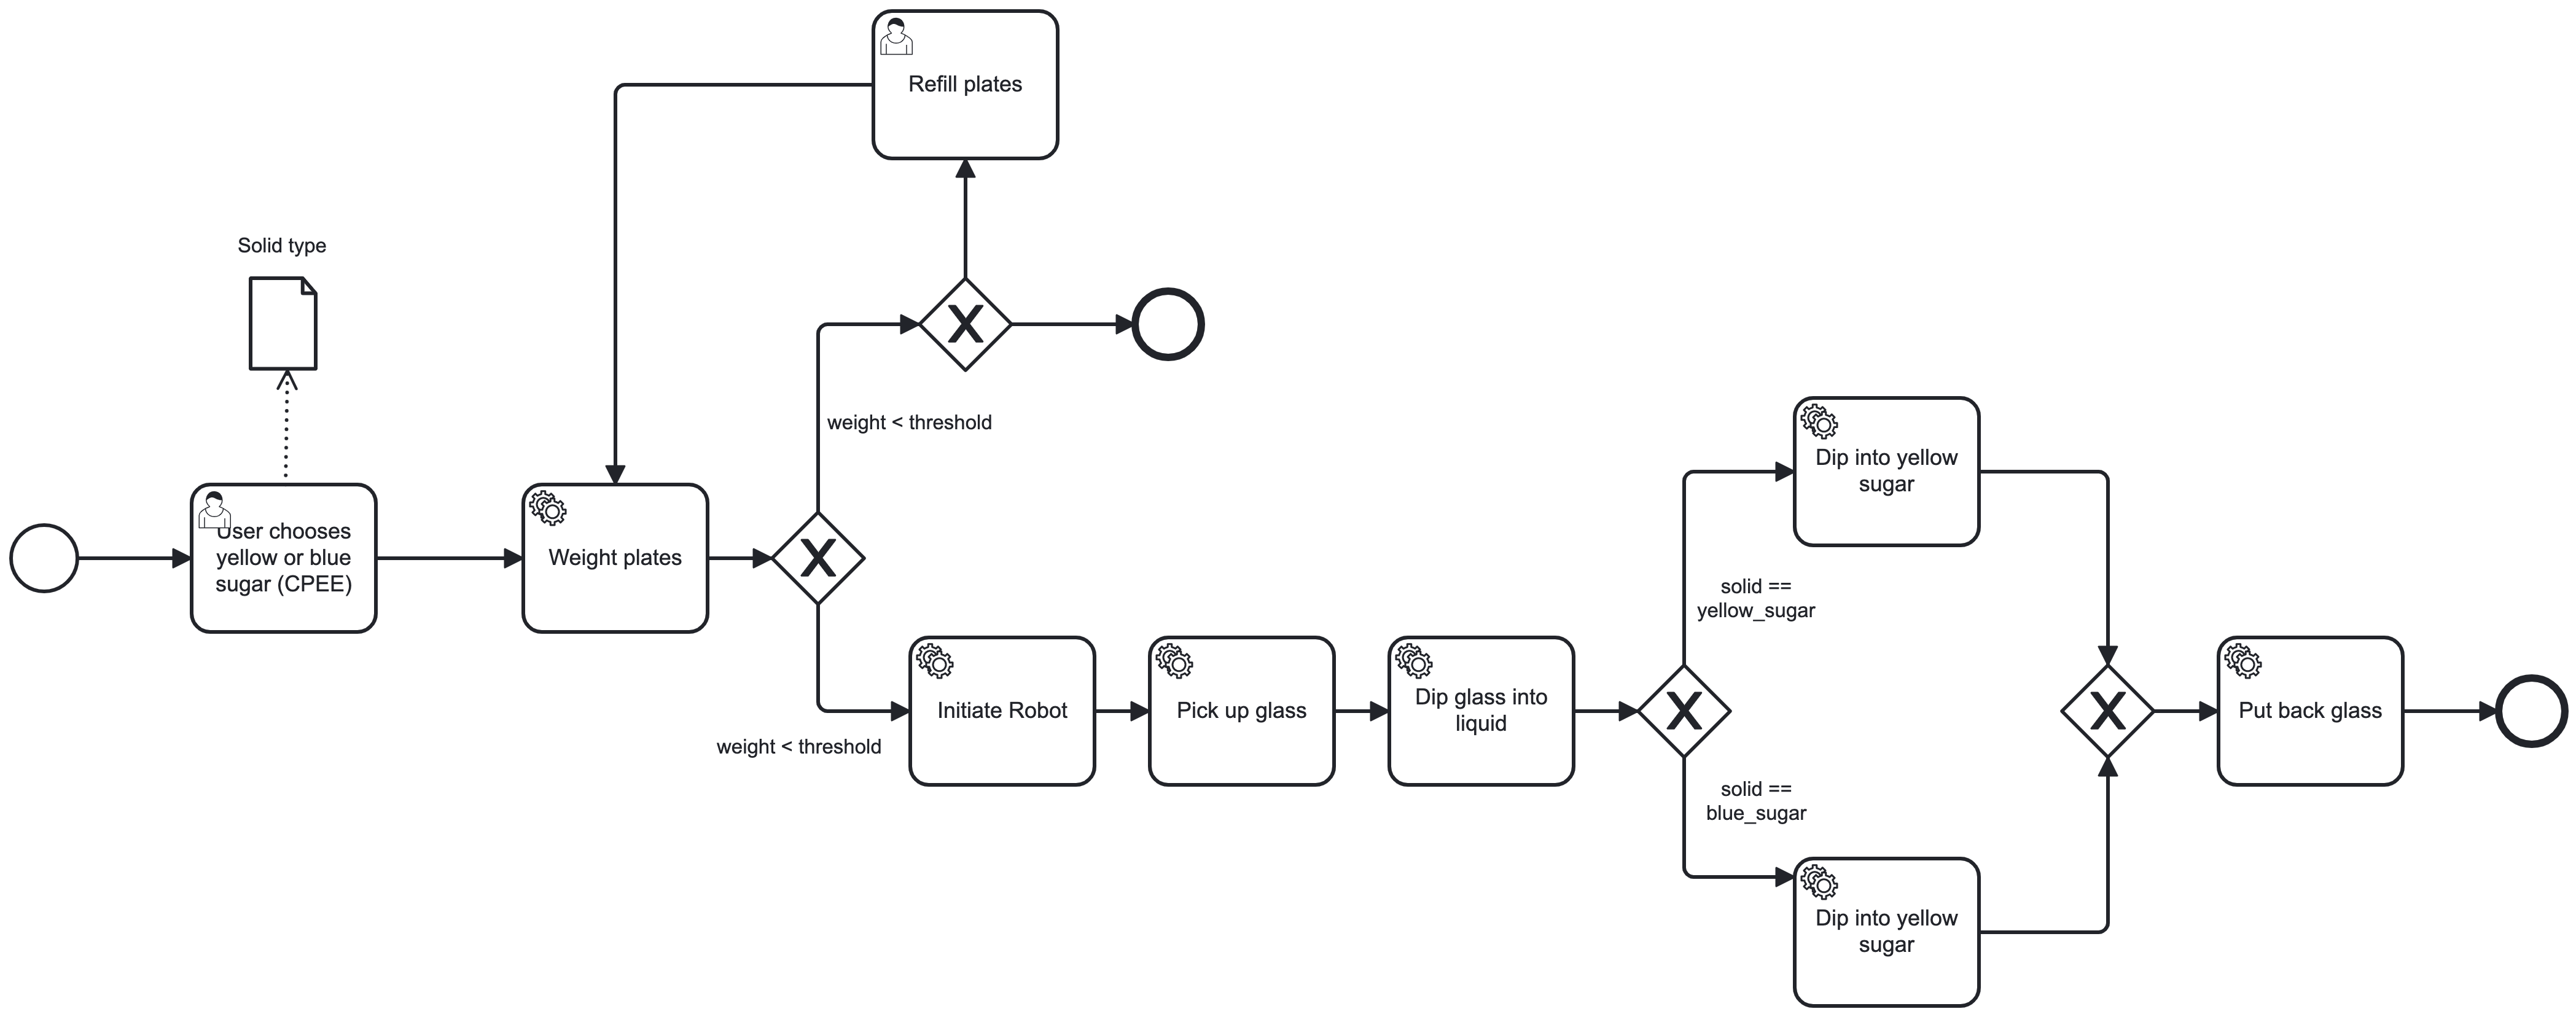 Refill plates
Solid type
weight < threshold
User chooses
yellow or blue
sugar (CPEE)
Weight plates
weight < threshold
Initiate Robot
Pick up glass
Dip glass into
liquid
solid ==
yellow_sugar
Dip into yellow
sugar
solid ==
blue_sugar
Dip into yellow
sugar
Put back glass